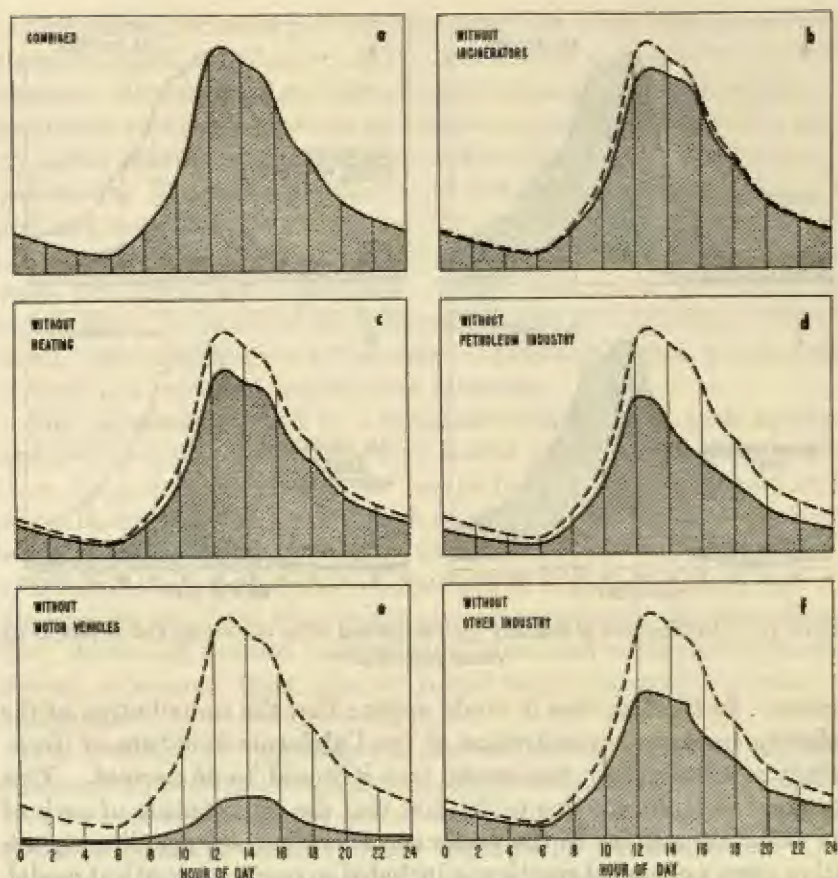 COMBINED
a
WITHOUT
INCINERATORS
b
WITHOUT
HEATING
c
WITHOUT
PETROLEUM INDUSTRY
d
WITHOUT
MOTOR VEHICLES
e
WITHOUT
OTHER INDUSTRY
f
0 2 4 6 8 10 12 14 16 18 20 22 24
HOUR OF DAY
0 2 4 6 8 10 12 14 16 18 20 22 24
HOUR OF DAY